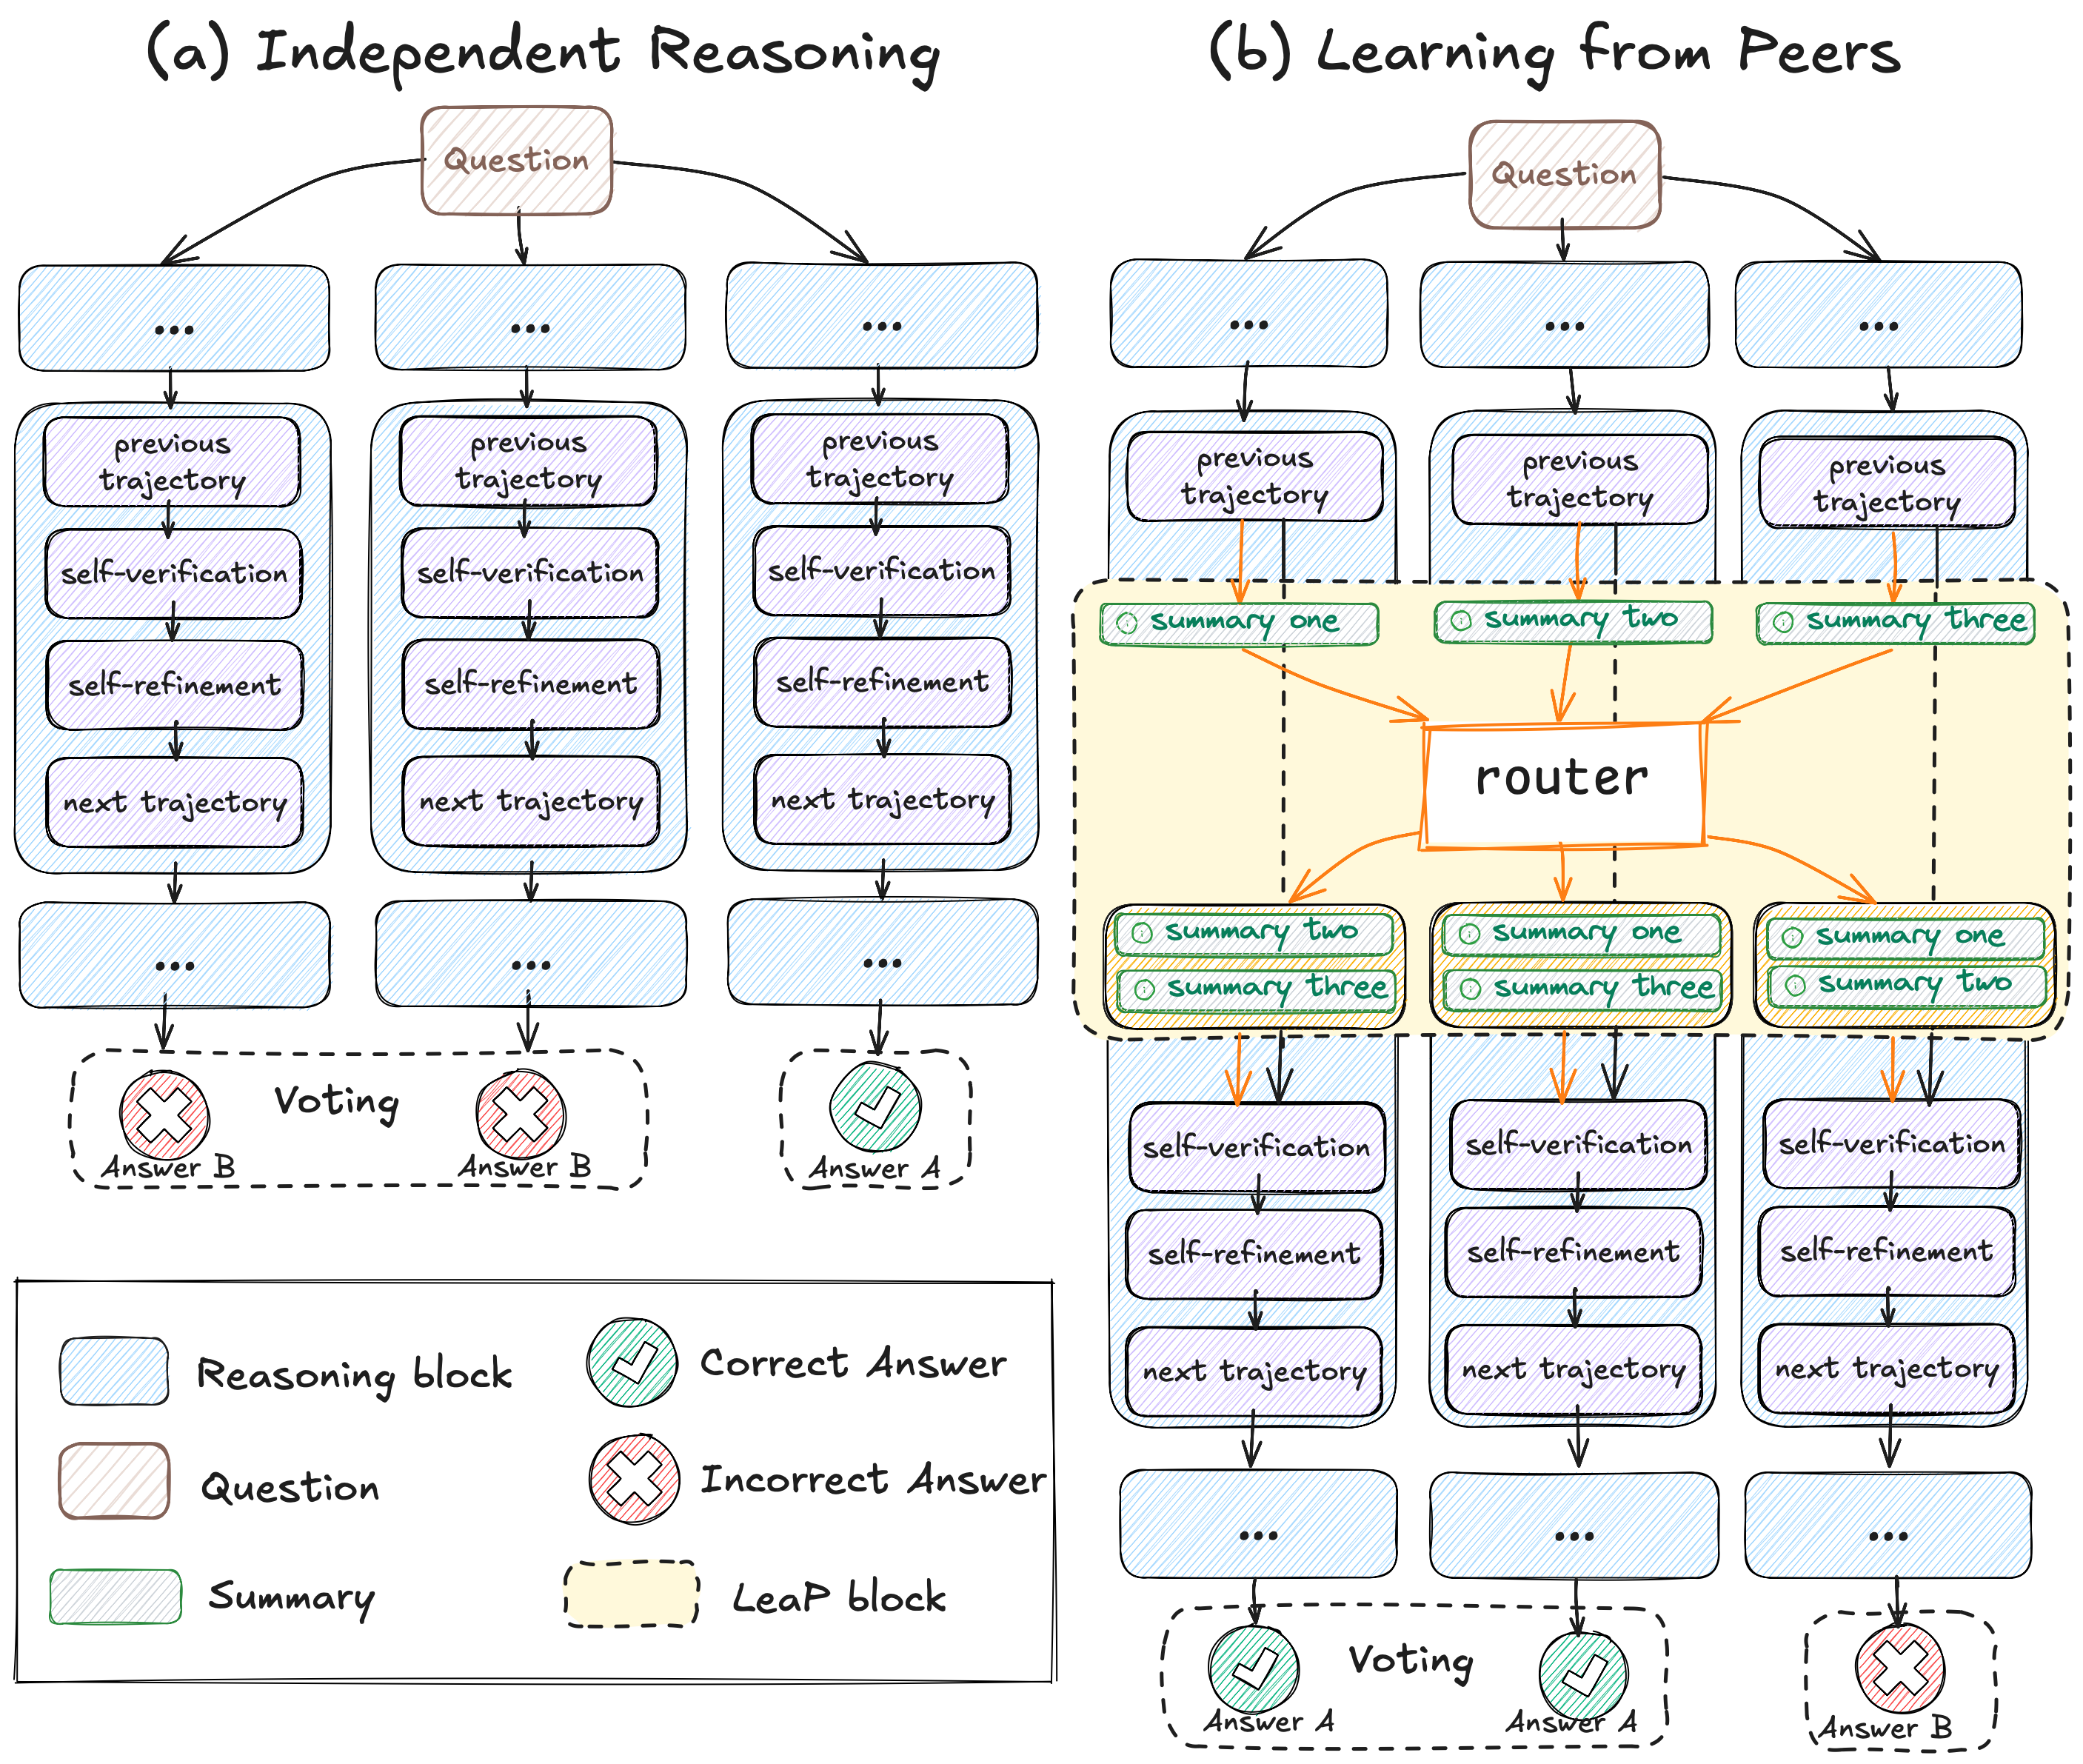 (a) Independent Reasoning
Question
...
...
...
previous
trajectory
self-verification
self-refinement
next trajectory
previous
trajectory
self-verification
self-refinement
next trajectory
previous
trajectory
self-verification
self-refinement
next trajectory
...
...
...
Voting
Answer B
Answer B
Answer A
Reasoning block
Question
Summary
Correct Answer
Incorrect Answer
LeaP block
(b) Learning from Peers
Question
...
...
...
previous
trajectory
previous
trajectory
previous
trajectory
summary one
summary two
summary three
router
summary two
summary three
summary one
summary three
summary one
summary two
self-verification
self-refinement
next trajectory
self-verification
self-refinement
next trajectory
self-verification
self-refinement
next trajectory
...
...
...
Voting
Answer A
Answer A
Answer B